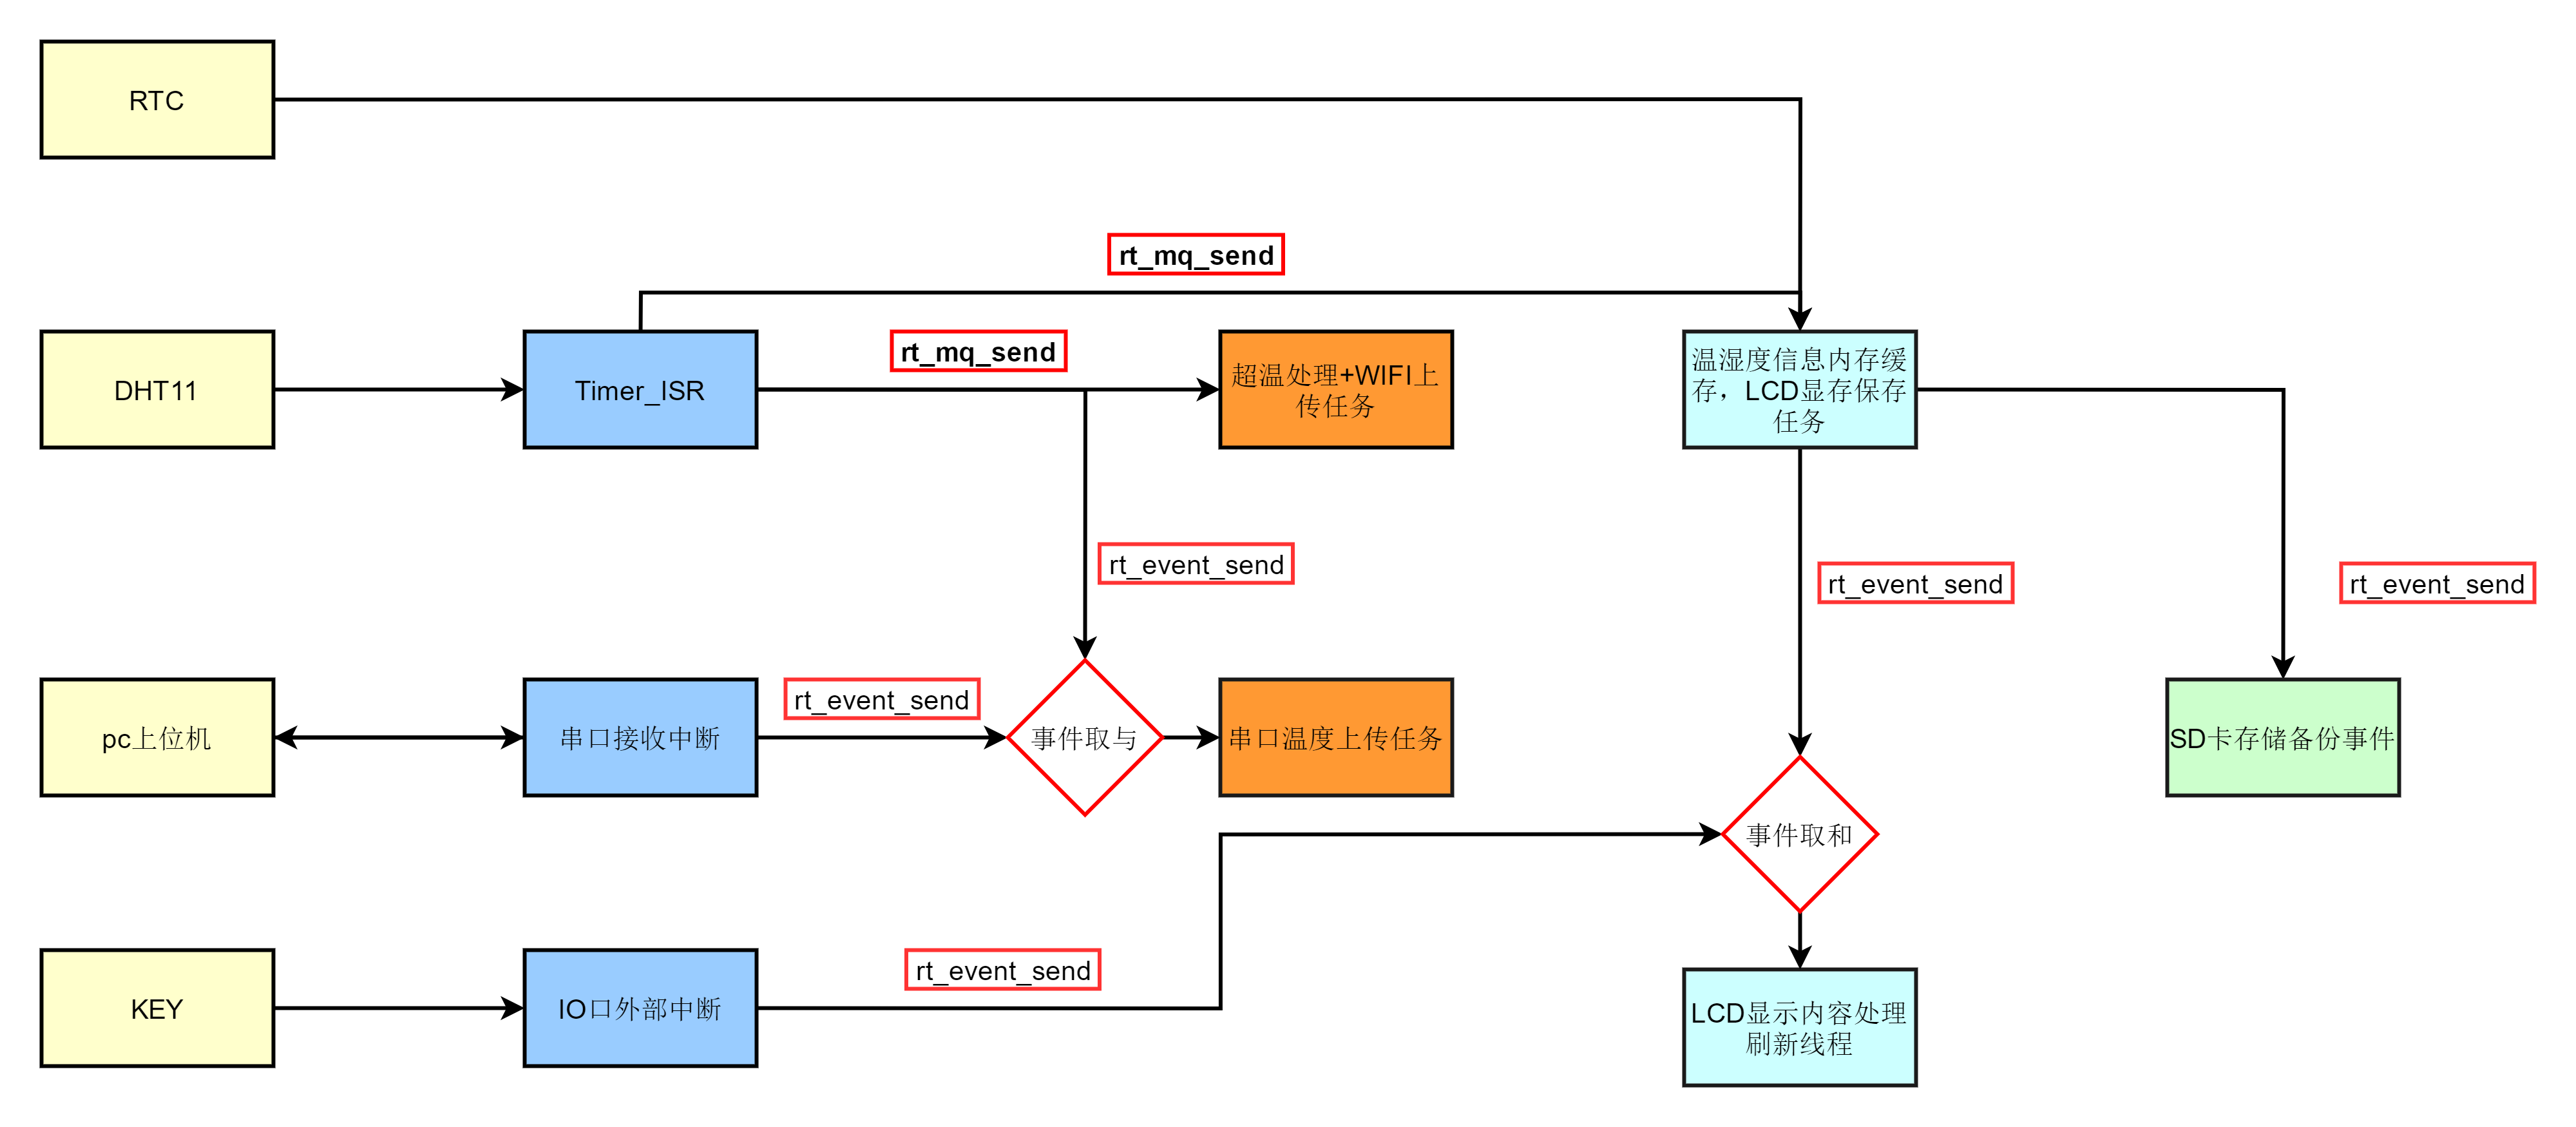 RTC
rt_mq_send
DHT11
Timer_ISR
rt_mq_send
超温处理+WIFI上
传任务
温湿度信息内存缓
存，LCD显存保存
任务
rt_event_send
rt_event_send
rt_event_send
pc上位机
串口接收中断
rt_event_send
事件取与
串口温度上传任务
SD卡存储备份事件
事件取和
KEY
IO口外部中断
rt_event_send
LCD显示内容处理
刷新线程